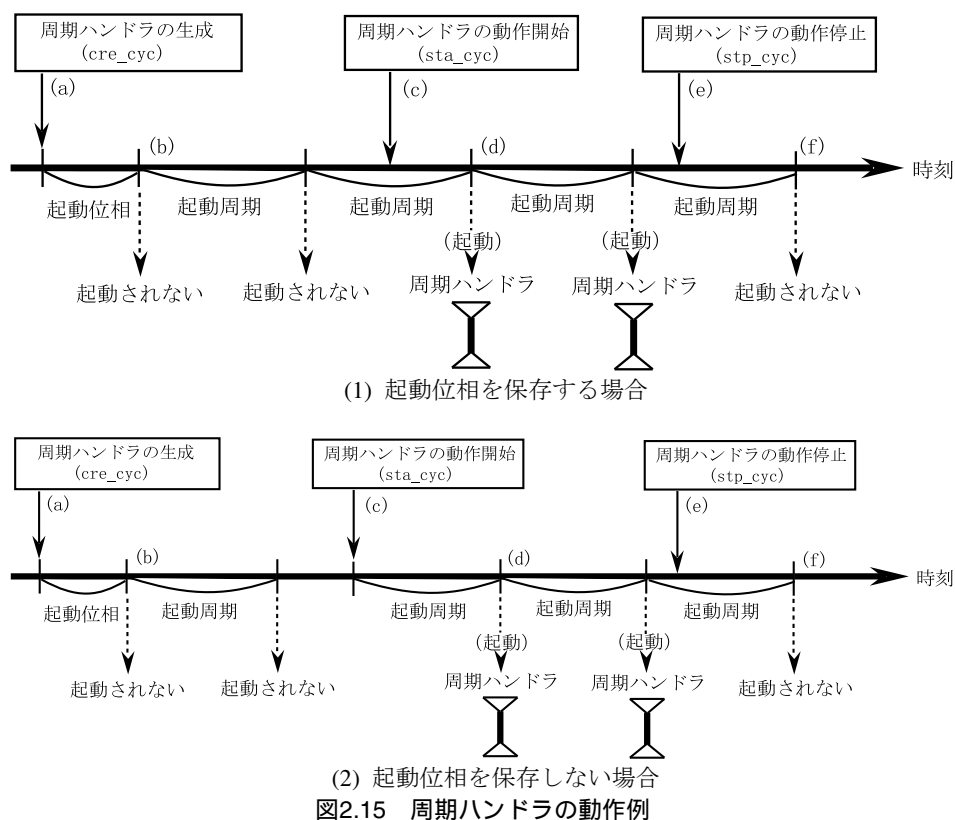 周期ハンドラの生成
(cre_cyc)
周期ハンドラの動作開始
(sta_cyc)
周期ハンドラの動作停止
(stp_cyc)
(a)
(c)
(e)
(b)
(d)
(f)
時刻
起動位相
起動周期
起動周期
起動周期
起動周期
(起動)
(起動)
起動されない
起動されない
周期ハンドラ
周期ハンドラ
起動されない
(1) 起動位相を保存する場合
周期ハンドラの生成
(cre_cyc)
周期ハンドラの動作開始
(sta_cyc)
周期ハンドラの動作停止
(stp_cyc)
(a)
(c)
(e)
(b)
(d)
(f)
時刻
起動位相
起動周期
起動周期
起動周期
起動周期
(起動)
(起動)
起動されない
起動されない
周期ハンドラ
周期ハンドラ
起動されない
(2) 起動位相を保存しない場合
図2.15 周期ハンドラの動作例